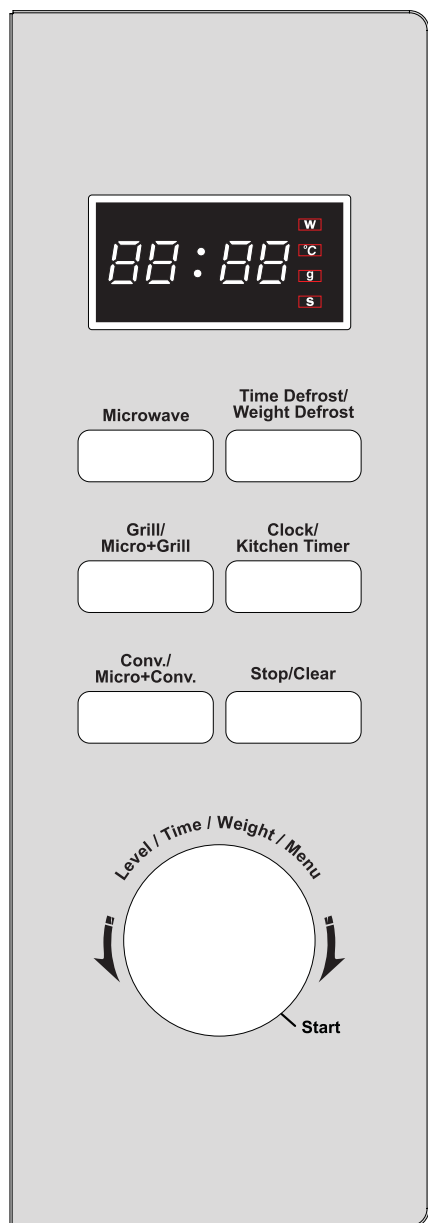 88:88
W
°C
g
S
Microwave
Time Defrost/
Weight Defrost
Grill/
Micro+Grill
Clock/
Kitchen Timer
Conv./
Micro+Conv.
Stop/Clear
Level / Time / Weight / Menu
Start